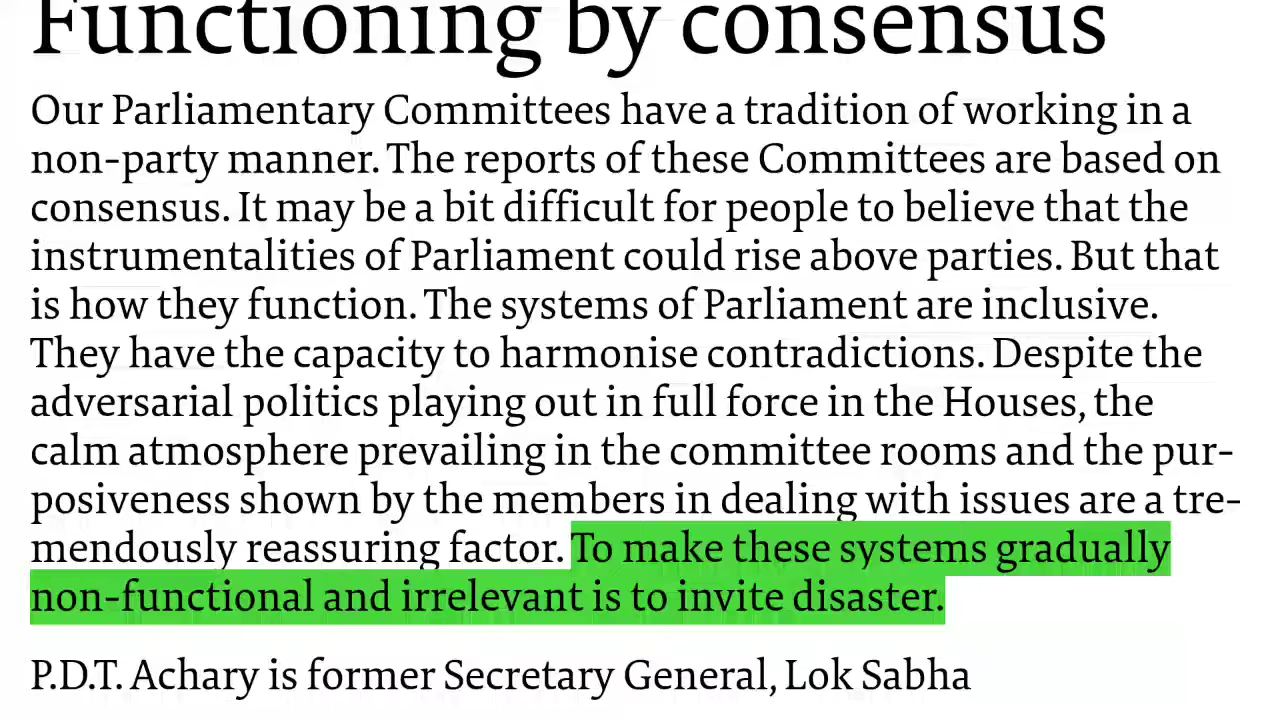 Functioning by consensus
Our Parliamentary Committees have a tradition of working in a
non-party manner. The reports of these Committees are based on
consensus. It may be a bit difficult for people to believe that the
instrumentalities of Parliament could rise above parties. But that
is how they function. The systems of Parliament are inclusive.
They have the capacity to harmonise contradictions. Despite the
adversarial politics playing out in full force in the Houses, the
calm atmosphere prevailing in the committee rooms and the pur-
posiveness shown by the members in dealing with issues are a tre-
mendously reassuring factor. To make these systems gradually
non-functional and irrelevant is to invite disaster.
P.D.T. Achary is former Secretary General, Lok Sabha